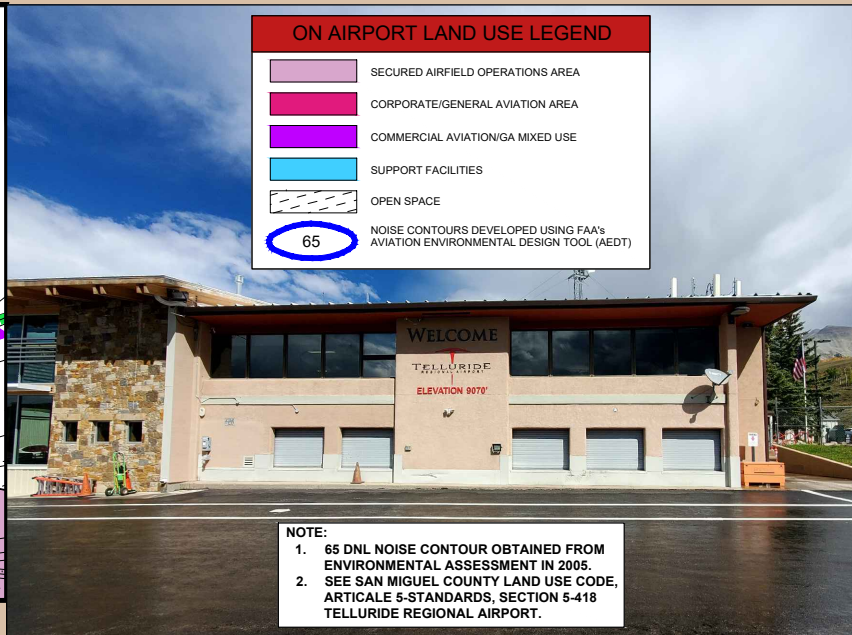 ON AIRPORT LAND USE LEGEND
SECURED AIRFIELD OPERATIONS AREA
CORPORATE/GENERAL AVIATION AREA
COMMERCIAL AVIATION/GA MIXED USE
SUPPORT FACILITIES
OPEN SPACE
65
NOISE CONTOURS DEVELOPED USING FAA's
AVIATION ENVIRONMENTAL DESIGN TOOL (AEDT)
WELCOME
TELLURIDE
REGIONAL AIRPORT
ELEVATION 9070'
NOTE:
1. 65 DNL NOISE CONTOUR OBTAINED FROM
ENVIRONMENTAL ASSESSMENT IN 2005.
2. SEE SAN MIGUEL COUNTY LAND USE CODE,
ARTICALE 5-STANDARDS, SECTION 5-418
TELLURIDE REGIONAL AIRPORT.